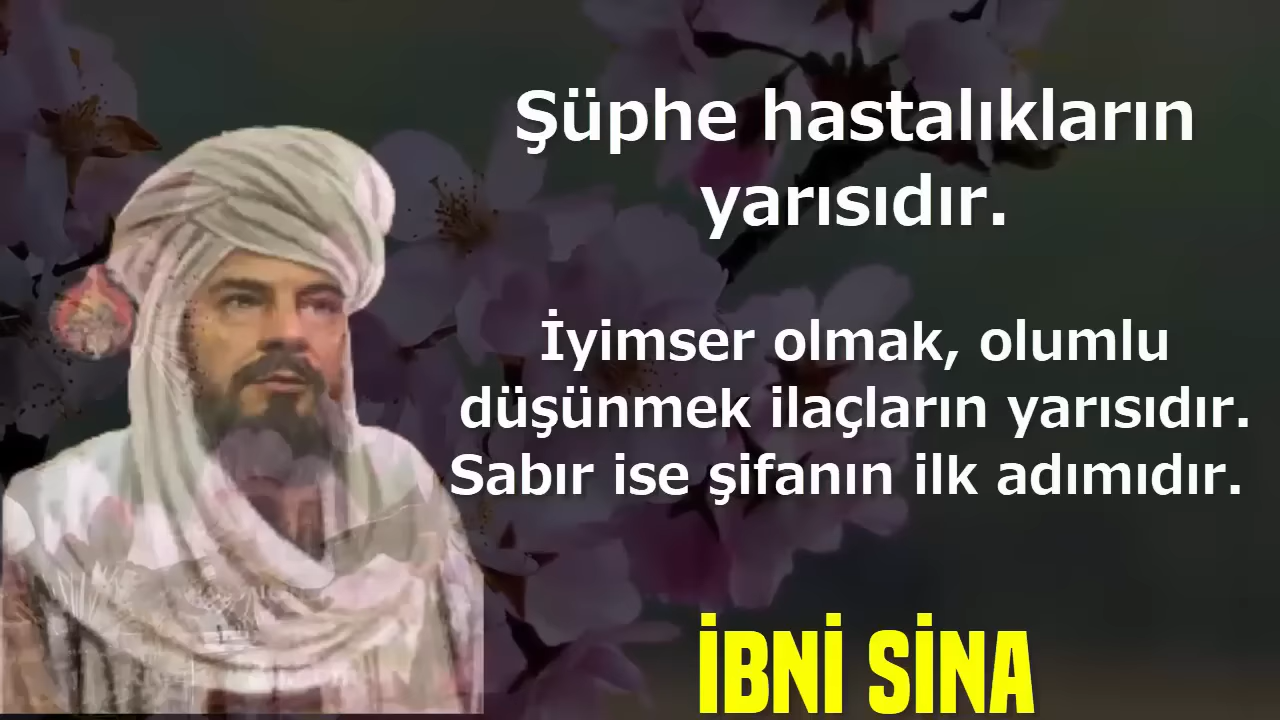 Şüphe hastalıkların
yarısıdır.
İyimser olmak, olumlu
düşünmek ilaçların yarısıdır.
Sabır ise şifanın ilk adımıdır.
İBNİ SİNA